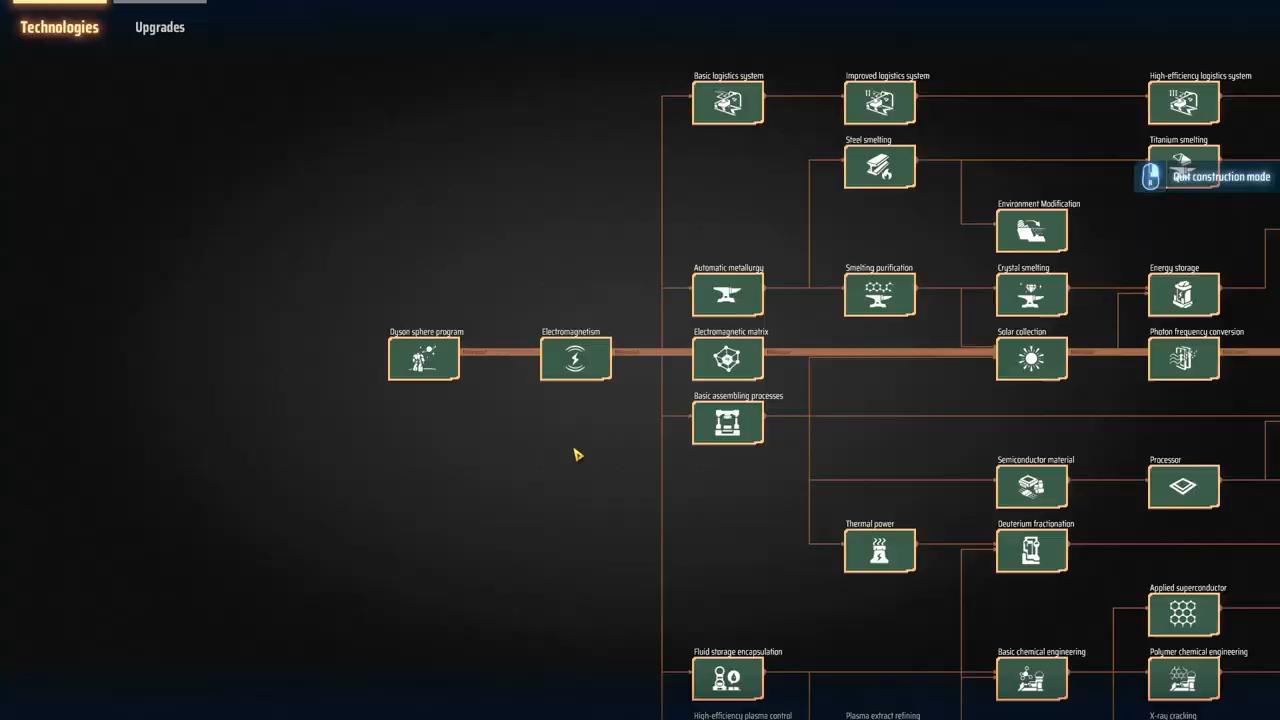 Technologies
Upgrades
Basic logistics system
Improved logistics system
High-efficiency logistics system
Steel smelting
Titanium smelting
Quit construction mode
Environment Modification
Automatic metallurgy
Smelting purification
Crystal smelting
Energy storage
Dyson sphere program
Electromagnetism
Electromagnetic matrix
Solar collection
Photon frequency conversion
Basic assembling processes
Semiconductor material
Processor
Thermal power
Deuterium fractionation
Applied superconductor
Fluid storage encapsulation
Basic chemical engineering
Polymer chemical engineering
High-efficiency plasma control
Plasma extract refining
X-ray cracking